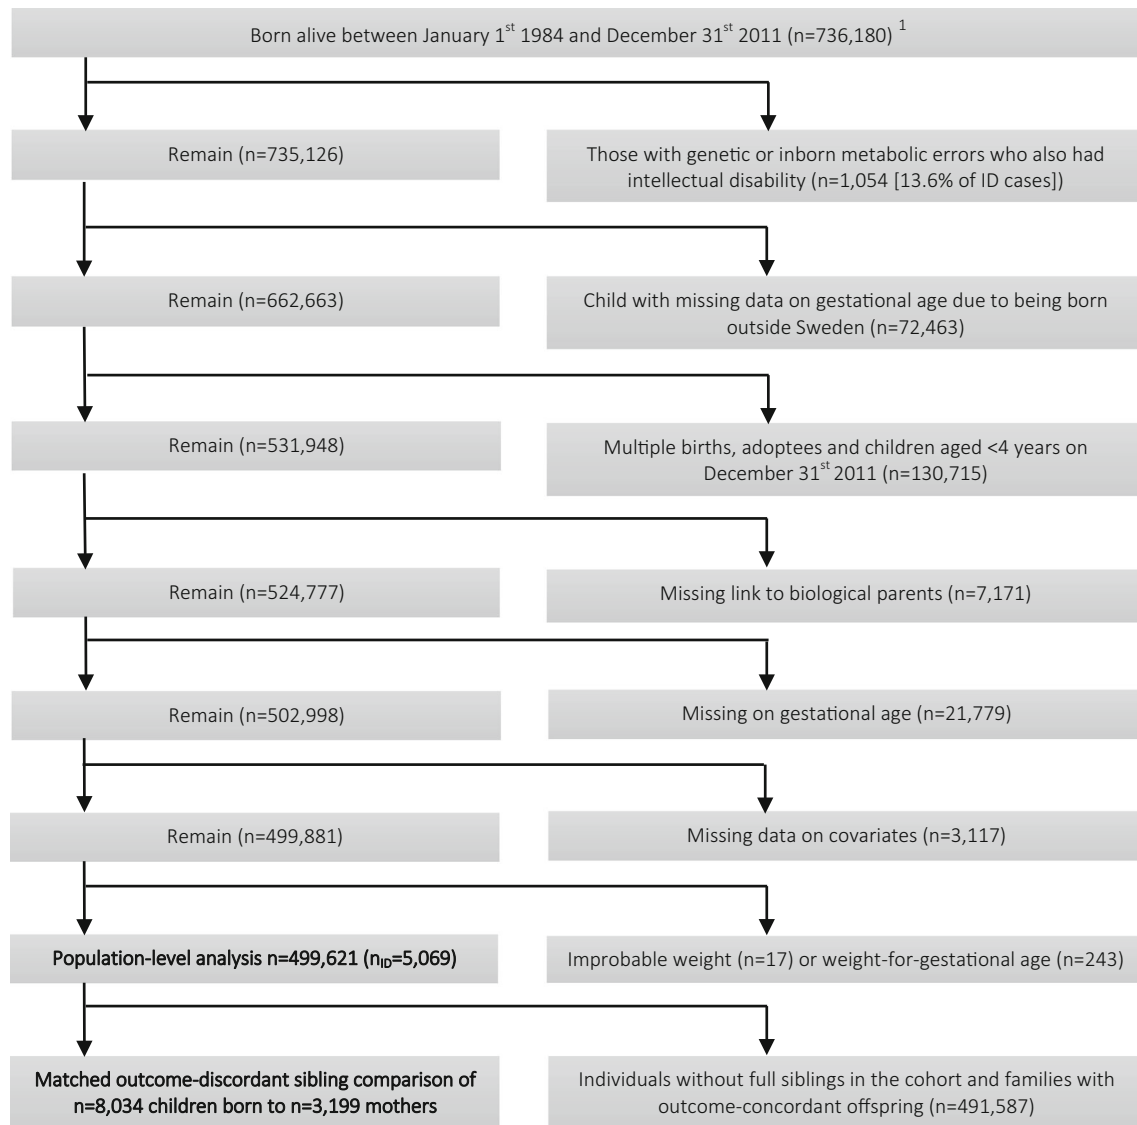 Born alive between January 1st 1984 and December 31st 2011 (n=736,180) 1
Remain (n=735,126)
Those with genetic or inborn metabolic errors who also had
intellectual disability (n=1,054 [13.6% of ID cases])
Remain (n=662,663)
Child with missing data on gestational age due to being born
outside Sweden (n=72,463)
Remain (n=531,948)
Multiple births, adoptees and children aged <4 years on
December 31st 2011 (n=130,715)
Remain (n=524,777)
Missing link to biological parents (n=7,171)
Remain (n=502,998)
Missing on gestational age (n=21,779)
Remain (n=499,881)
Missing data on covariates (n=3,117)
Population-level analysis n=499,621 (nID=5,069)
Improbable weight (n=17) or weight-for-gestational age (n=243)
Matched outcome-discordant sibling comparison of
n=8,034 children born to n=3,199 mothers
Individuals without full siblings in the cohort and families with
outcome-concordant offspring (n=491,587)